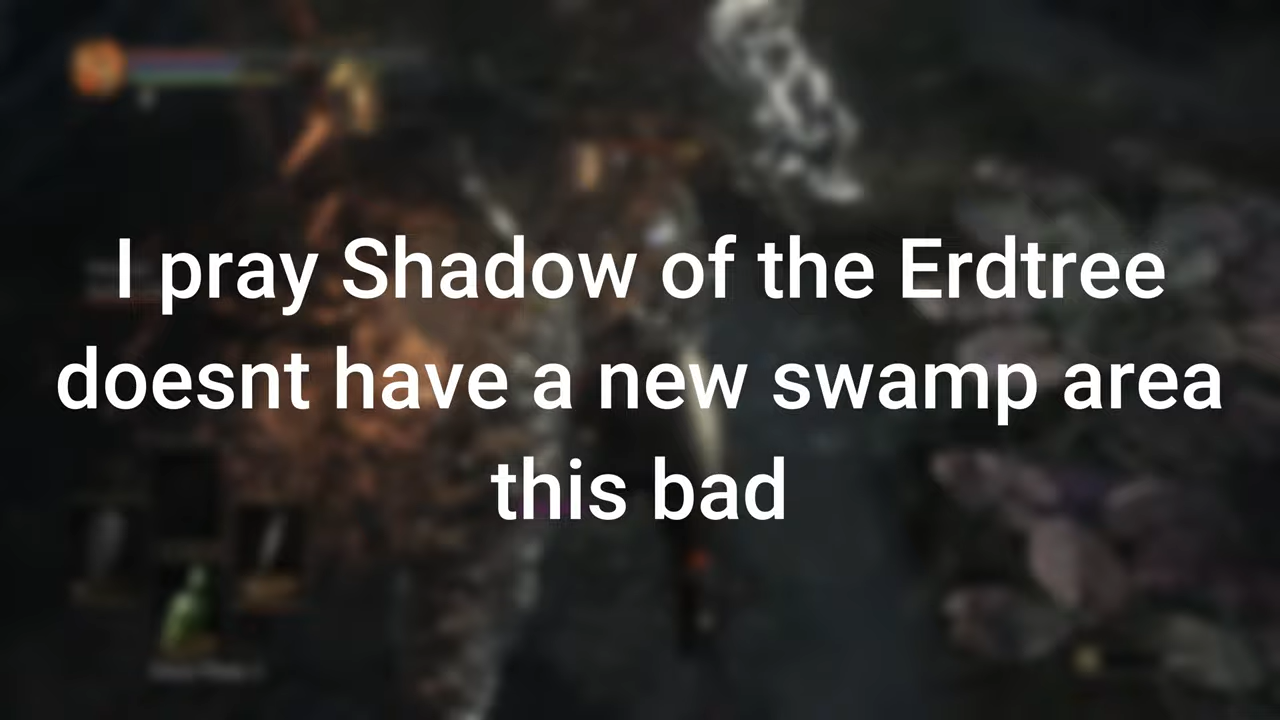 I pray Shadow of the Erdtree
doesnt have a new swamp area
this bad